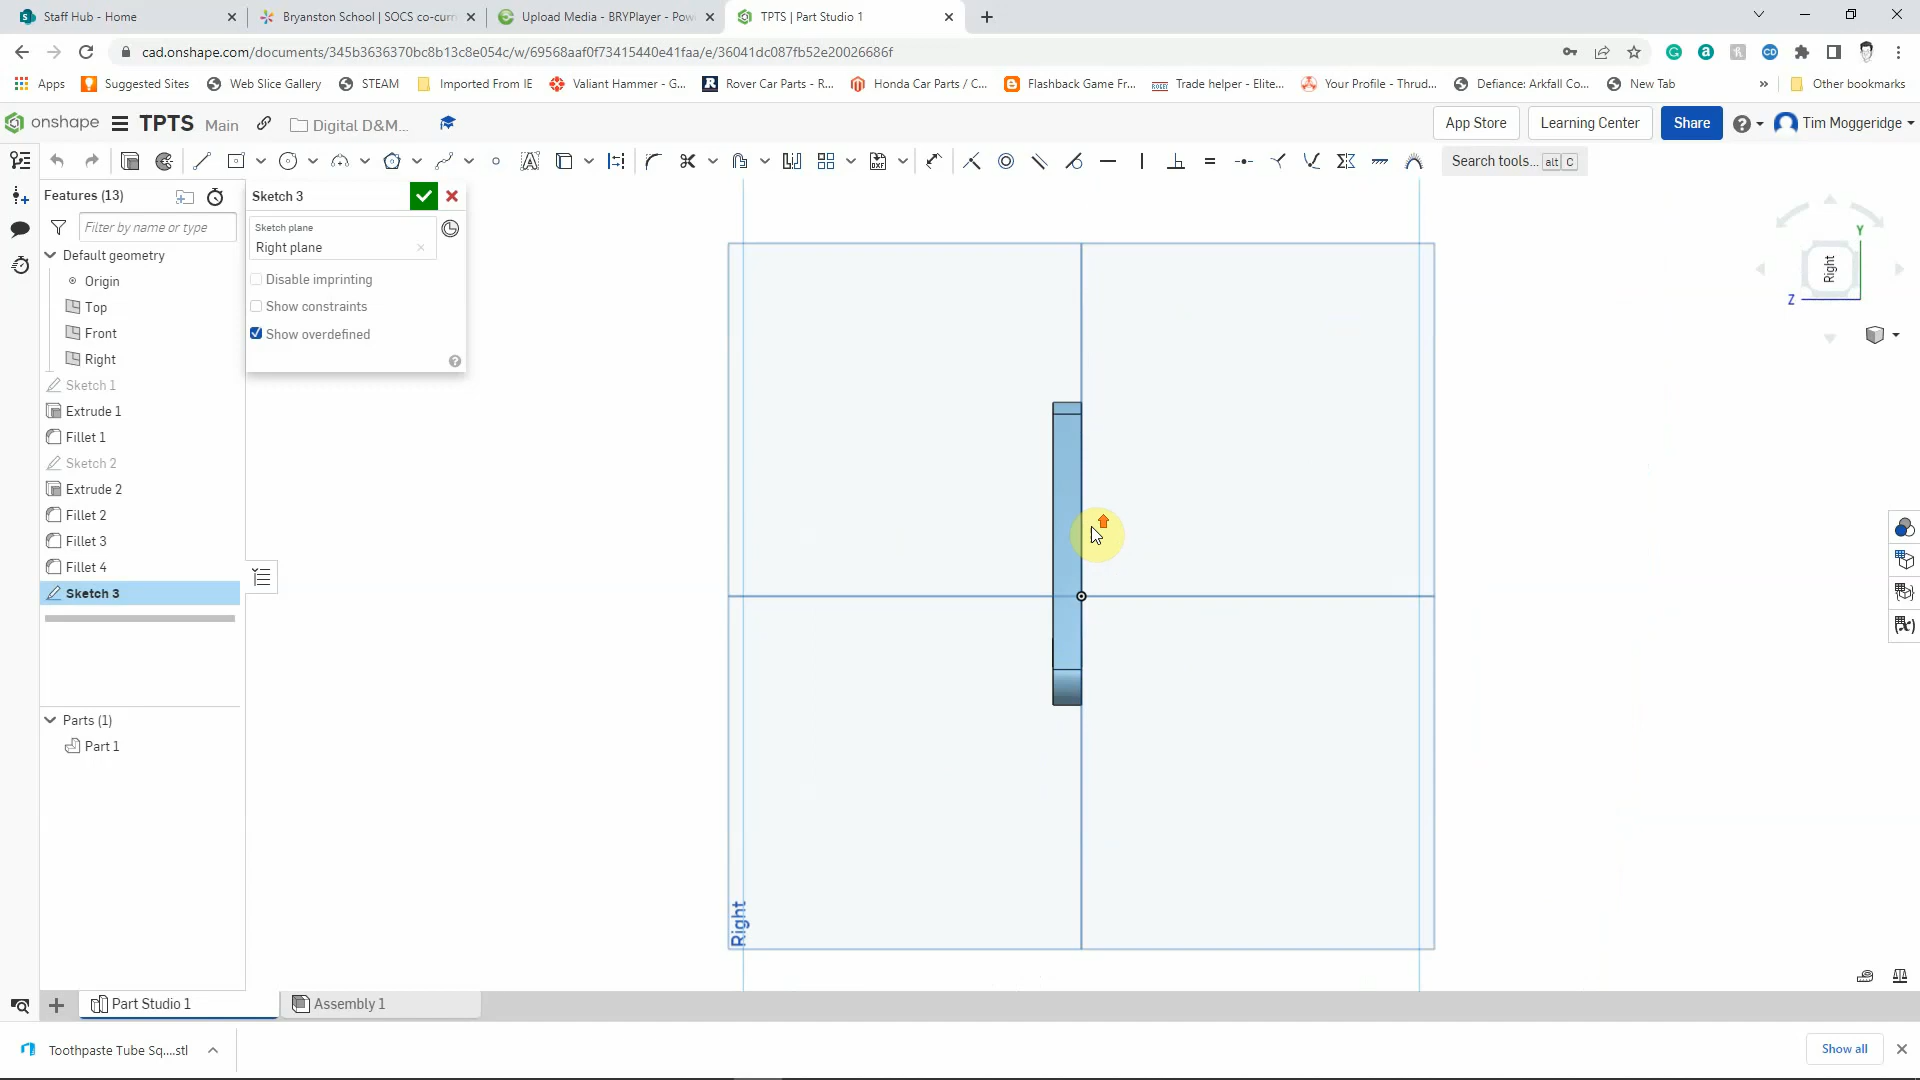 Staff Hub - Home
Bryanston School | SOCS co-curr
Upload Media - BRYPlayer - Pow
TPTS | Part Studio 1
cad.onshape.com/documents/345b3636370bc8b13c8e054c/w/69568aaf0f73415440e41faa/e/36041dc087fb52e20026686f
Apps
Suggested Sites
Web Slice Gallery
STEAM
Imported From IE
Valiant Hammer - G...
Rover Car Parts - R...
Honda Car Parts / C...
Flashback Game Fr...
Trade helper - Elite...
Your Profile - Thrud...
Defiance: Arkfall Co...
New Tab
»
Other bookmarks
onshape
TPTS Main
Digital D&M...
App Store
Learning Center
Share
Tim Moggeridge
Search tools... alt C
Features (13)
Filter by name or type
Default geometry
Origin
Top
Front
Right
Sketch 1
Extrude 1
Fillet 1
Sketch 2
Extrude 2
Fillet 2
Fillet 3
Fillet 4
Sketch 3
Parts (1)
Part 1
Sketch 3
Sketch plane
Right plane
Disable imprinting
Show constraints
Show overdefined
Right
Y
Right
Z
Part Studio 1
Assembly 1
Toothpaste Tube Sq....stl
Show all